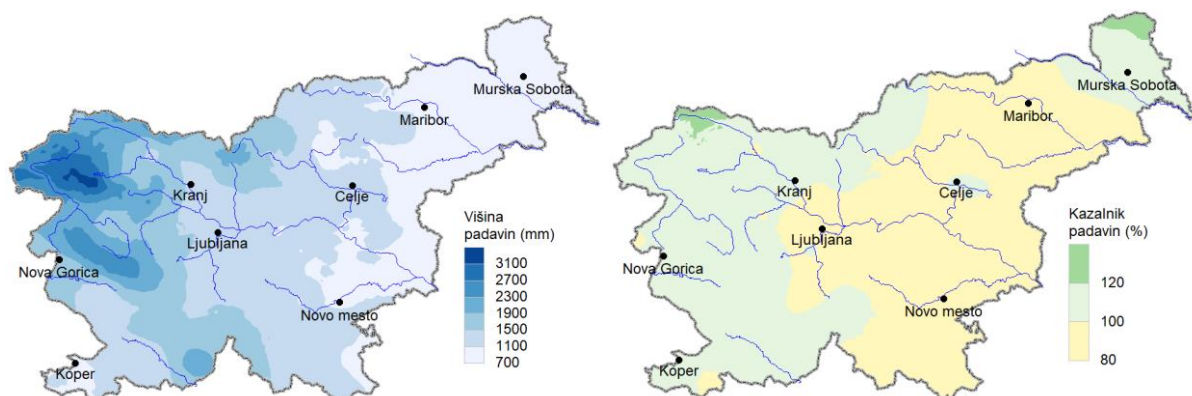 Murska Sobota
Maribor
Kranj
Celje
Ljubljana
Nova Gorica
Novo mesto
Koper
Višina
padavin (mm)
3100
2700
2300
1900
1500
1100
700
Murska Sobota
Maribor
Kranj
Celje
Ljubljana
Nova Gorica
Novo mesto
Koper
Kazalnik
padavin (%)
120
100
80